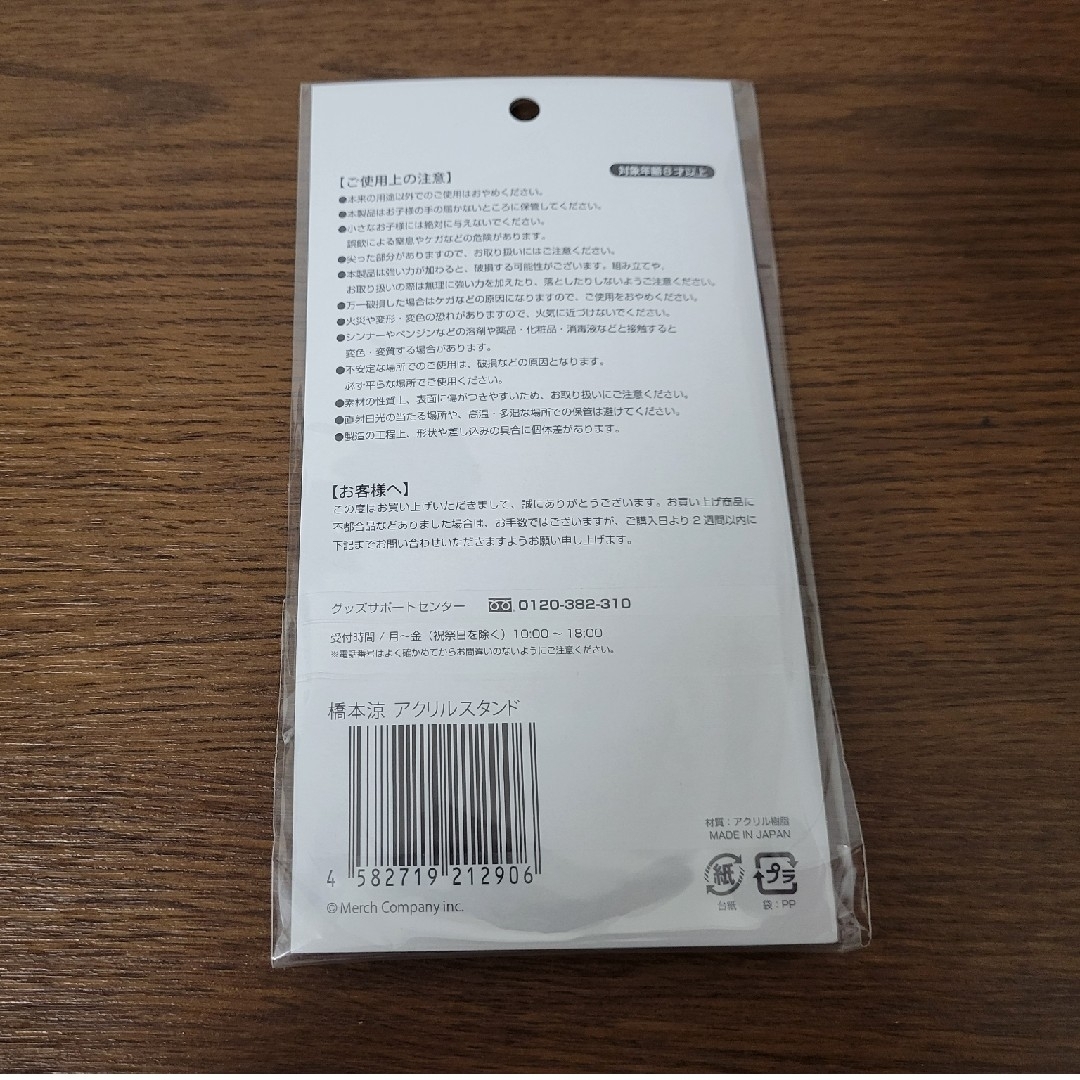 対象年齢8才以上
【ご使用上の注意】
●本来の用途以外でのご使用はおやめください。
●本製品はお子様の手の届かないところに保管してください。
●小さなお子様には絶対に与えないでください。
誤飲による窒息やケガなどの危険があります。
●尖った部分がありますので、お取り扱いにはご注意ください。
●本製品は強い力が加わると、破損する可能性がございます。組み立てや、
お取り扱いの際は無理に強い力を加えたり、落としたりしないようご注意ください。
●万一破損した場合はケガなどの原因になりますので、ご使用をおやめください。
●火災や変形・変色の恐れがありますので、火気に近づけないでください。
●シンナーやベンジンなどの溶剤や薬品・化粧品・消毒液などと接触すると
変色・変質する場合があります。
●不安定な場所でのご使用は、破損などの原因となります。
必ず平らな場所でご使用ください。
●素材の性質上、表面に傷がつきやすいため、お取り扱いにご注意ください。
●直射日光の当たる場所や、高温・多湿な場所での保管は避けてください。
●製造の工程上、形状や差し込みの具合に個体差があります。
【お客様へ】
この度はお買い上げいただきまして、誠にありがとうございます。お買い上げ商品に
不都合品などありました場合は、お手数ではございますが、ご購入日より2週間以内に
下記までお問い合わせいただきますようお願い申し上げます。
グッズサポートセンター 0120-382-310
受付時間/月～金(祝祭日を除く)10:00～18:00
※電話番号はよく確かめてからお間違いのないようにご注意ください。
橋本涼 アクリルスタンド
4 582719 212906
©Merch Company inc.
材質:アクリル樹脂
MADE IN JAPAN
紙 プラ
台紙 袋:PP